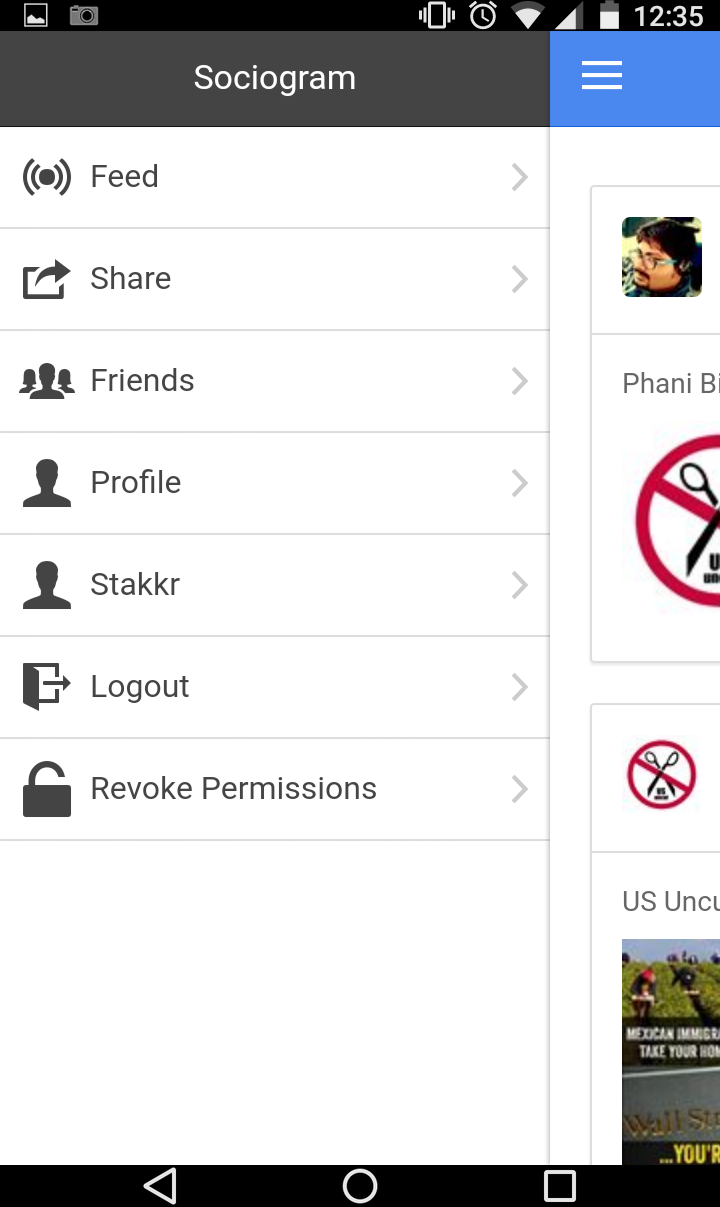 12:35
Sociogram
Feed
Share
Friends
Profile
Stakkr
Logout
Revoke Permissions
Phani Bi
US Uncu
MEXICAN IMMIGRA
TAKE YOUR HOM
Wall St
...YOU'R